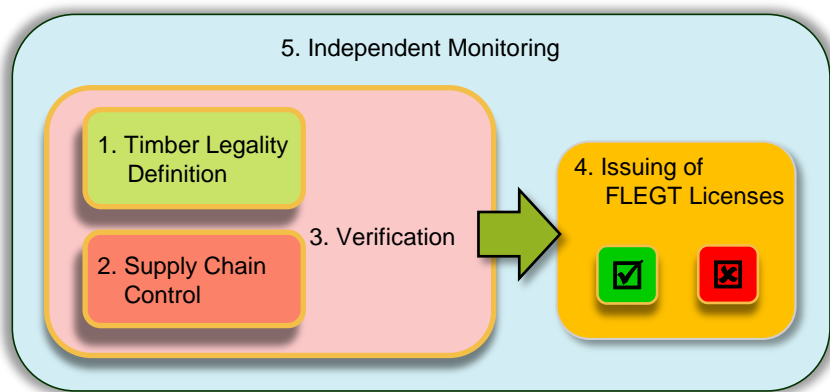 5. Independent Monitoring
1. Timber Legality
Definition
2. Supply Chain
Control
3. Verification
4. Issuing of
FLEGT Licenses